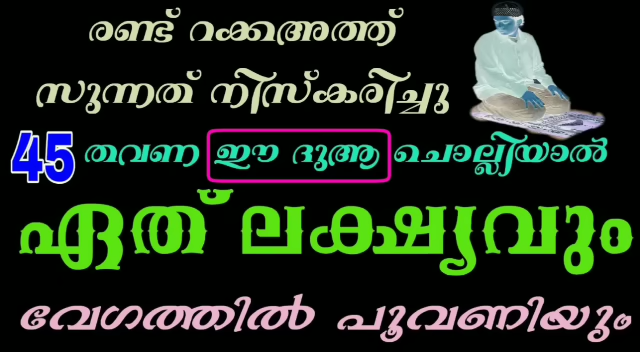 രണ്ട് റക്കഅത്ത്
സുന്നത് നിസ്കരിച്ചു
45 തവണ ഈ ദുആ ചൊല്ലിയാൽ
ഏത് ലക്ഷ്യവും
വേഗത്തിൽ പൂവണിയും